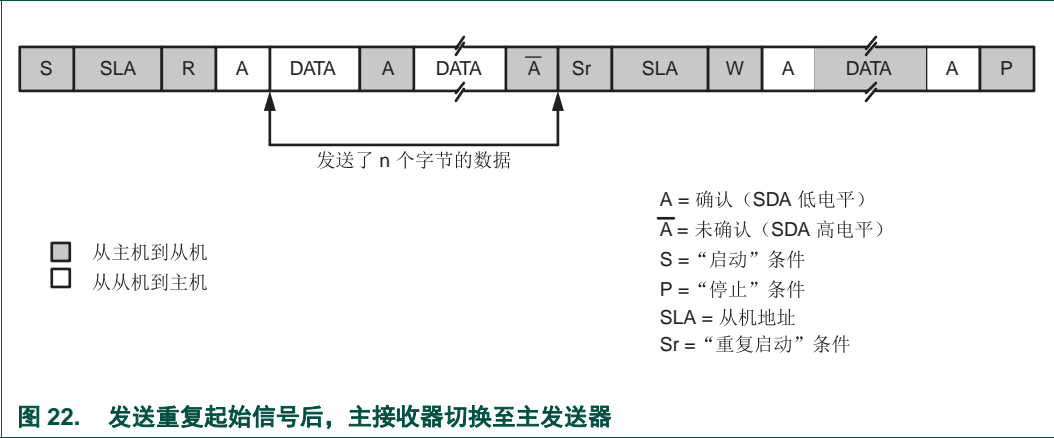 S SLA R A DATA A DATA A̅ Sr SLA W A DATA A P
发送了 n 个字节的数据
从主机到从机
从从机到主机
A = 确认（SDA 低电平）
A̅ = 未确认（SDA 高电平）
S = “启动”条件
P = “停止”条件
SLA = 从机地址
Sr = “重复启动”条件
图 22. 发送重复起始信号后，主接收器切换至主发送器